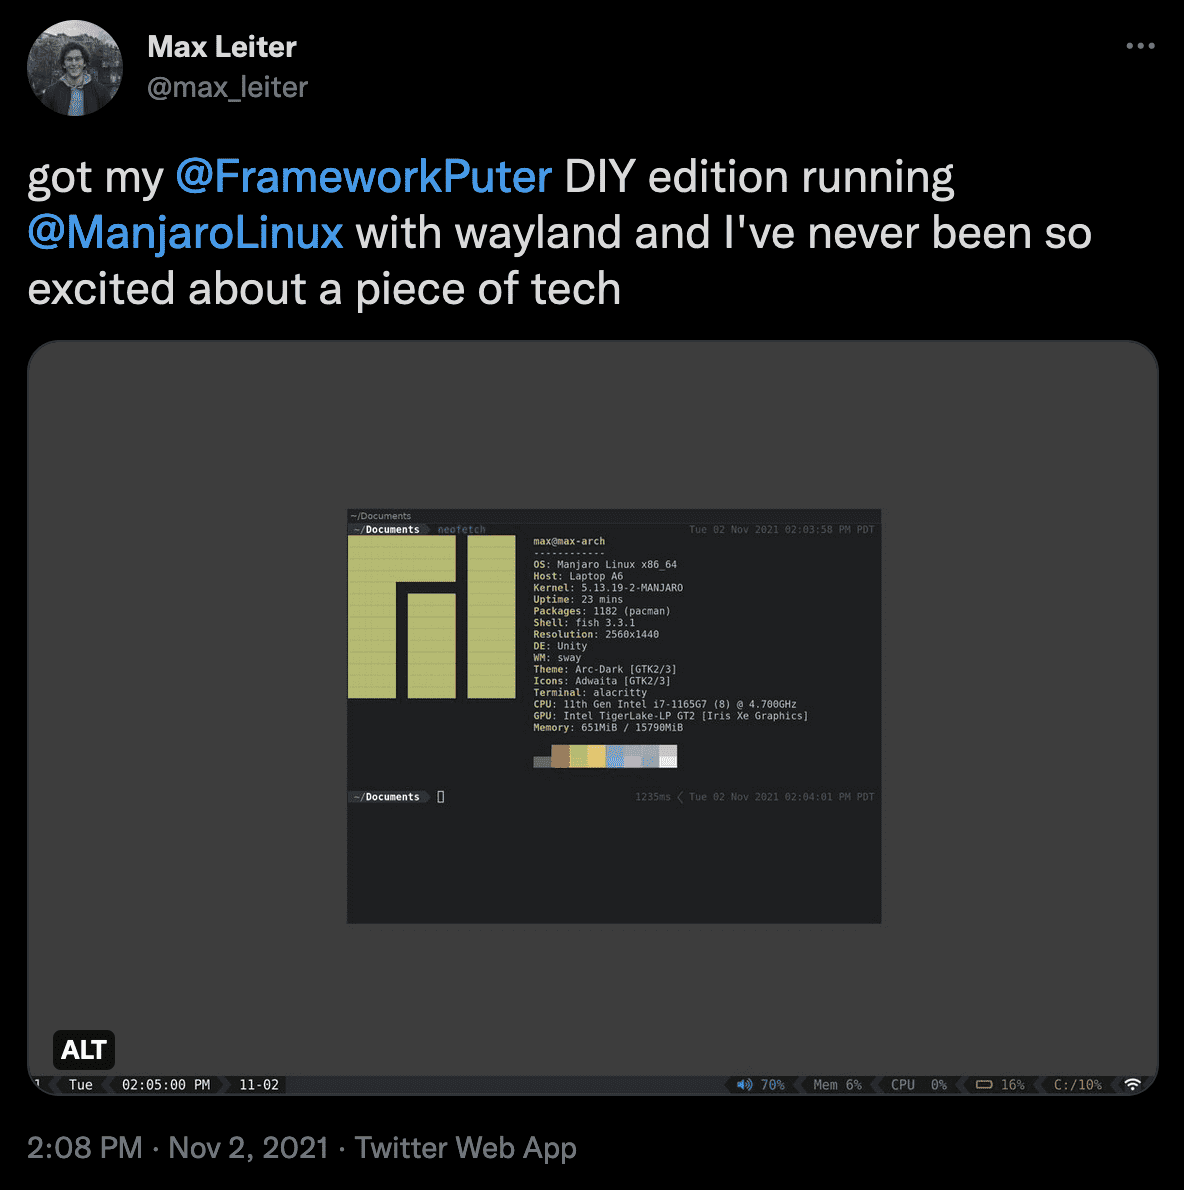 Max Leiter
@max_leiter
got my @FrameworkPuter DIY edition running
@ManjaroLinux with wayland and I've never been so
excited about a piece of tech
~/Documents
~/Documents neofetch Tue 02 Nov 2021 02:03:58 PM PDT
max@max-arch
------------
OS: Manjaro Linux x86_64
Host: Laptop A6
Kernel: 5.13.19-2-MANJARO
Uptime: 23 mins
Packages: 1182 (pacman)
Shell: fish 3.3.1
Resolution: 2560x1440
DE: Unity
WM: sway
Theme: Arc-Dark [GTK2/3]
Icons: Adwaita [GTK2/3]
Terminal: alacritty
CPU: 11th Gen Intel i7-1165G7 (8) @ 4.700GHz
GPU: Intel TigerLake-LP GT2 [Iris Xe Graphics]
Memory: 651MiB / 15790MiB
~/Documents 1235ms Tue 02 Nov 2021 02:04:01 PM PDT
ALT
1 Tue 02:05:00 PM 11-02 70% Mem 6% CPU 0% 16% C:/10%
2:08 PM · Nov 2, 2021 · Twitter Web App